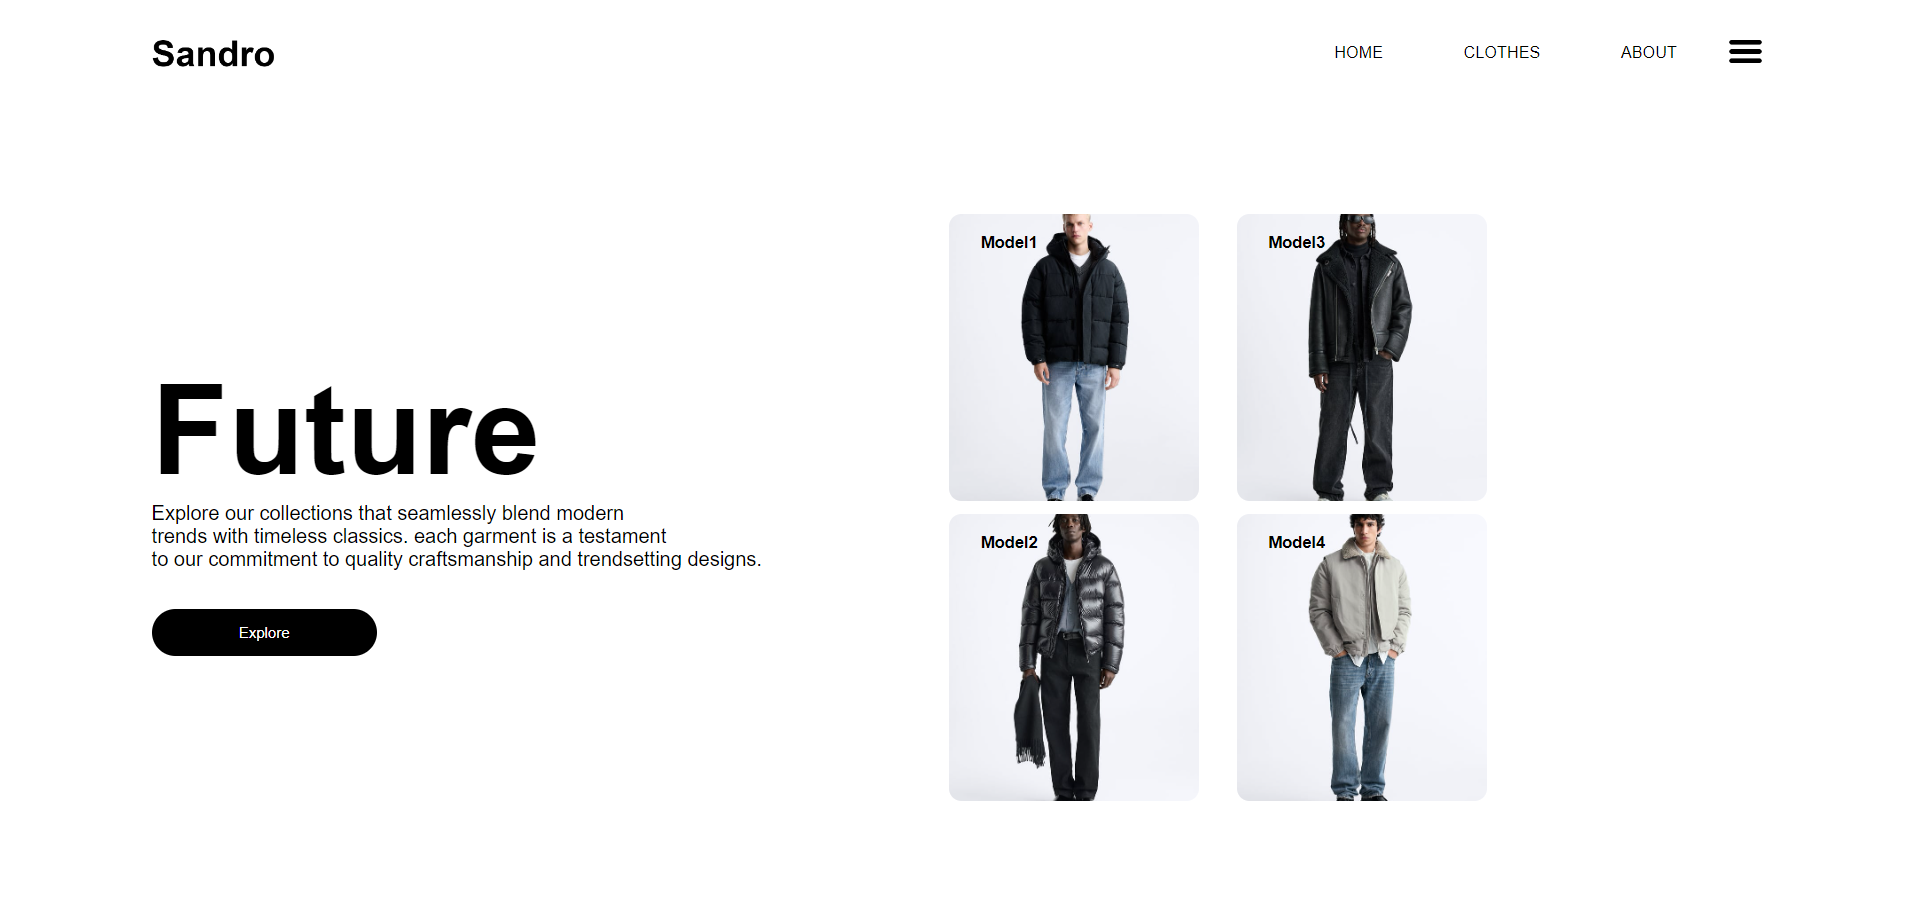 Sandro
HOME
CLOTHES
ABOUT
Future
Explore our collections that seamlessly blend modern
trends with timeless classics. each garment is a testament
to our commitment to quality craftsmanship and trendsetting designs.
Explore
Model1
Model3
Model2
Model4